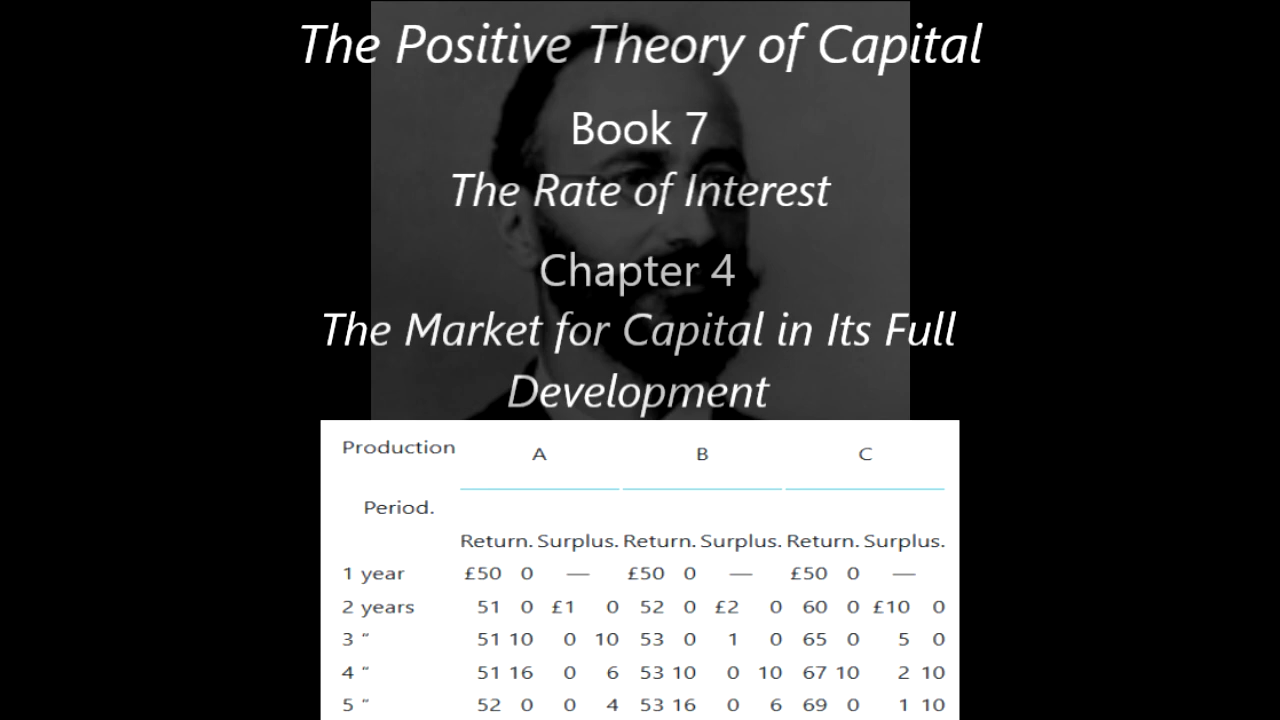 The Positive Theory of Capital
Book 7
The Rate of Interest
Chapter 4
The Market for Capital in Its Full
Development
Production A B C
Period.
Return. Surplus. Return. Surplus. Return. Surplus.
1 year £50 0 — £50 0 — £50 0 —
2 years 51 0 £1 0 52 0 £2 0 60 0 £10 0
3 “ 51 10 0 10 53 0 1 0 65 0 5 0
4 “ 51 16 0 6 53 10 0 10 67 10 2 10
5 “ 52 0 0 4 53 16 0 6 69 0 1 10